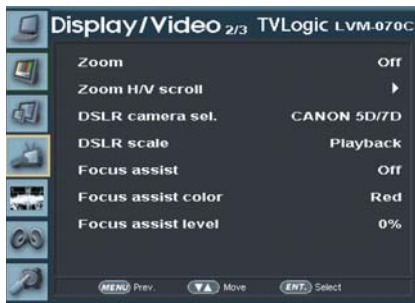 Display/Video 2/3 TVLogic LVM-070C
Zoom Off
Zoom H/V scroll
DSLR camera sel. CANON 5D/7D
DSLR scale Playback
Focus assist Off
Focus assist color Red
Focus assist level 0%
MENU Prev. ▼▲ Move ENT. Select